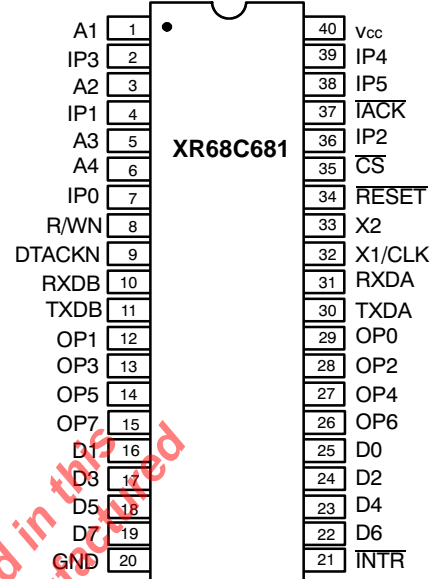 A1 1 40 Vcc
IP3 2 39 IP4
A2 3 38 IP5
IP1 4 37 IACK
A3 5 36 IP2
XR68C681
A4 6 35 CS
IP0 7 34 RESET
R/WN 8 33 X2
DTACKN 9 32 X1/CLK
RXDB 10 31 RXDA
TXDB 11 30 TXDA
OP1 12 29 OP0
OP3 13 28 OP2
OP5 14 27 OP4
OP7 15 26 OP6
D1 16 25 D0
D3 17 24 D2
D5 18 23 D4
D7 19 22 D6
GND 20 21 INTR
d in this
factured